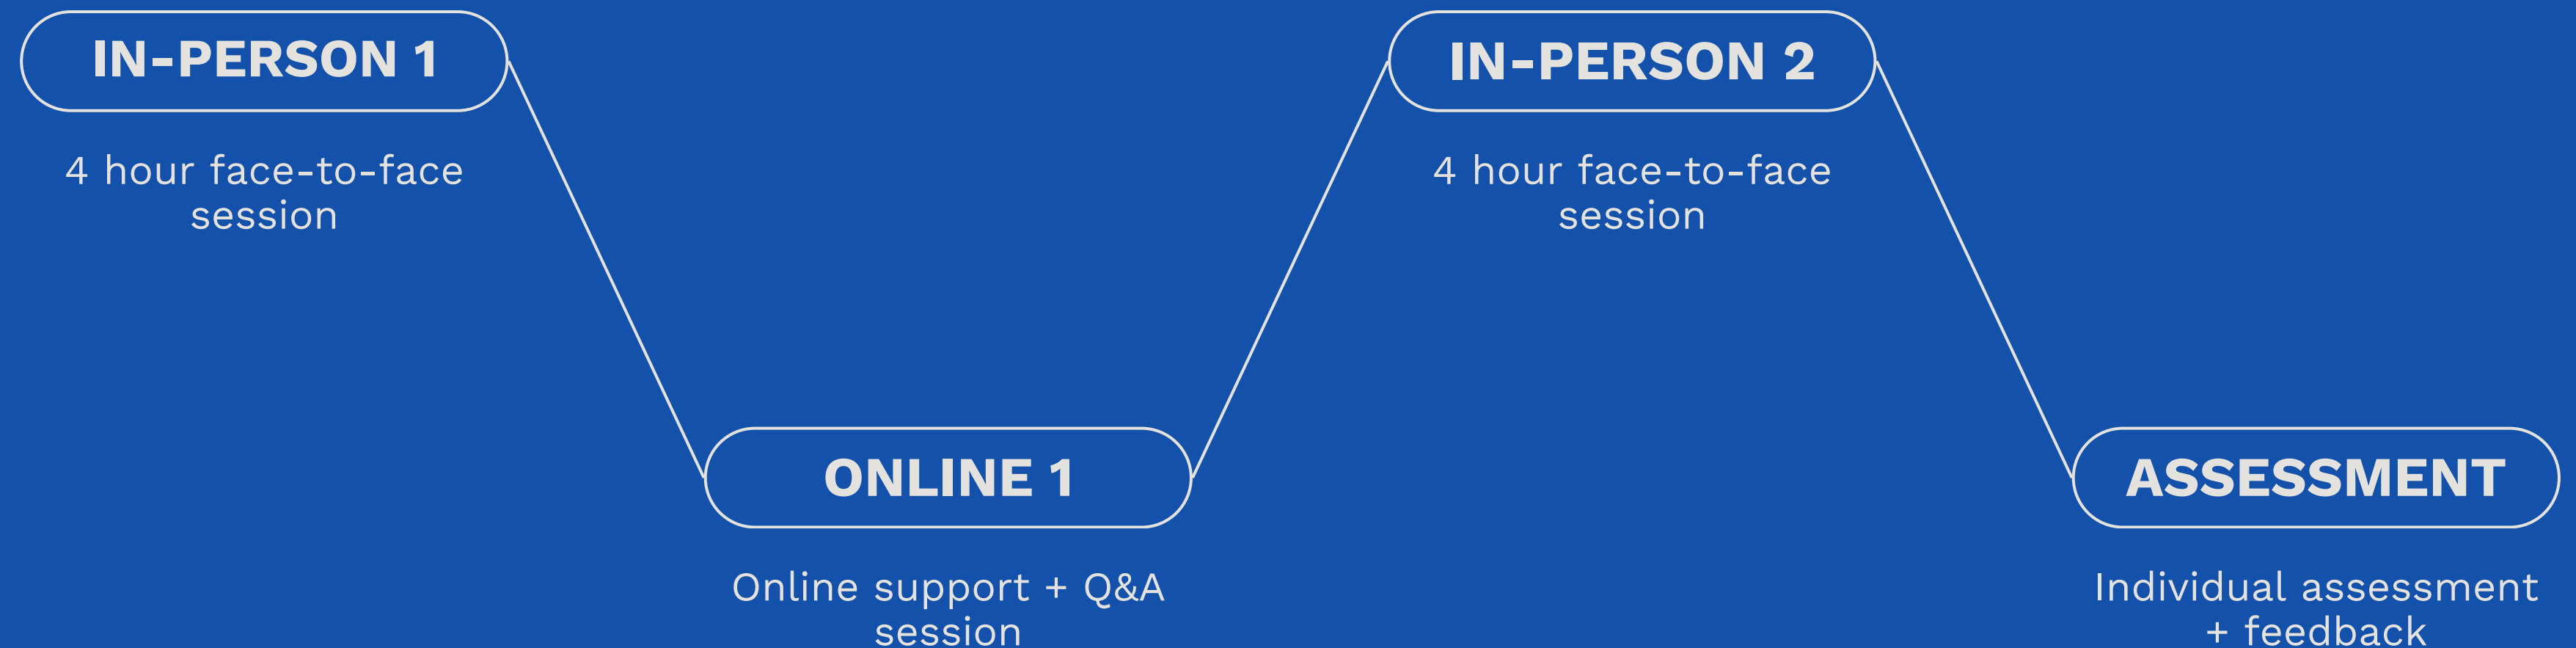 IN-PERSON 1
4 hour face-to-face
session
ONLINE 1
Online support + Q&A
session
IN-PERSON 2
4 hour face-to-face
session
ASSESSMENT
Individual assessment
+ feedback